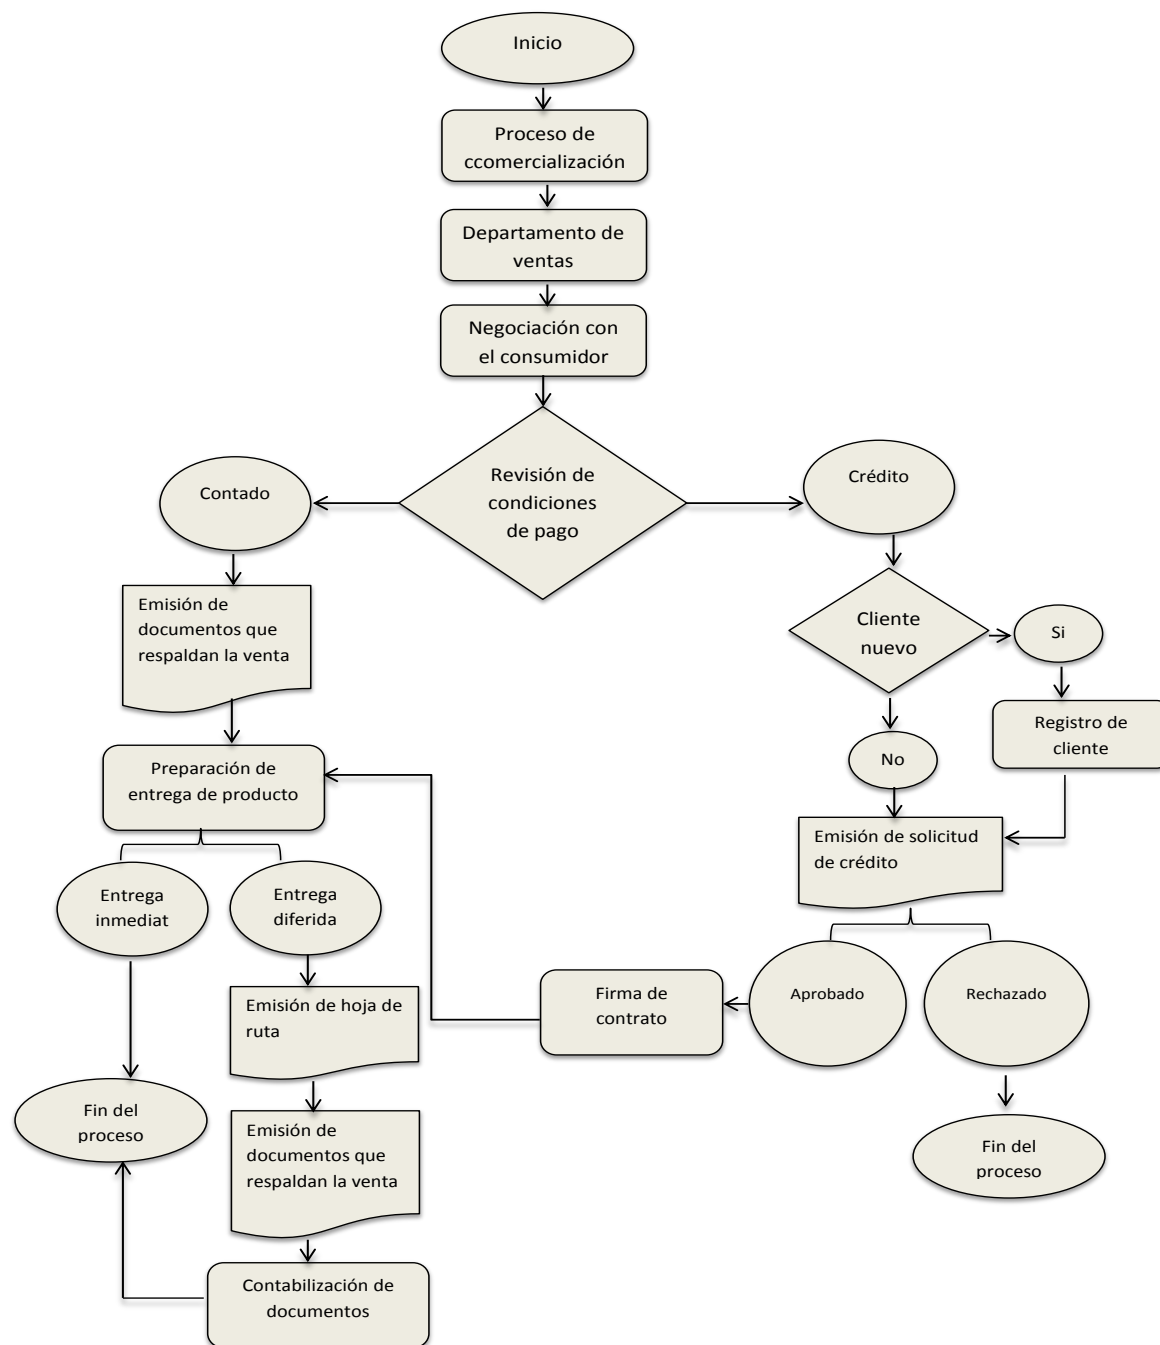 Inicio
Proceso de
ccomercialización
Departamento de
ventas
Negociación con
el consumidor
Revisión de
condiciones
de pago
Contado
Crédito
Emisión de
documentos que
respaldan la venta
Cliente
nuevo
Si
Registro de
cliente
No
Preparación de
entrega de producto
Emisión de solicitud
de crédito
Entrega
inmediat
Entrega
diferida
Aprobado
Rechazado
Firma de
contrato
Emisión de hoja de
ruta
Fin del
proceso
Emisión de
documentos que
respaldan la venta
Fin del
proceso
Contabilización de
documentos